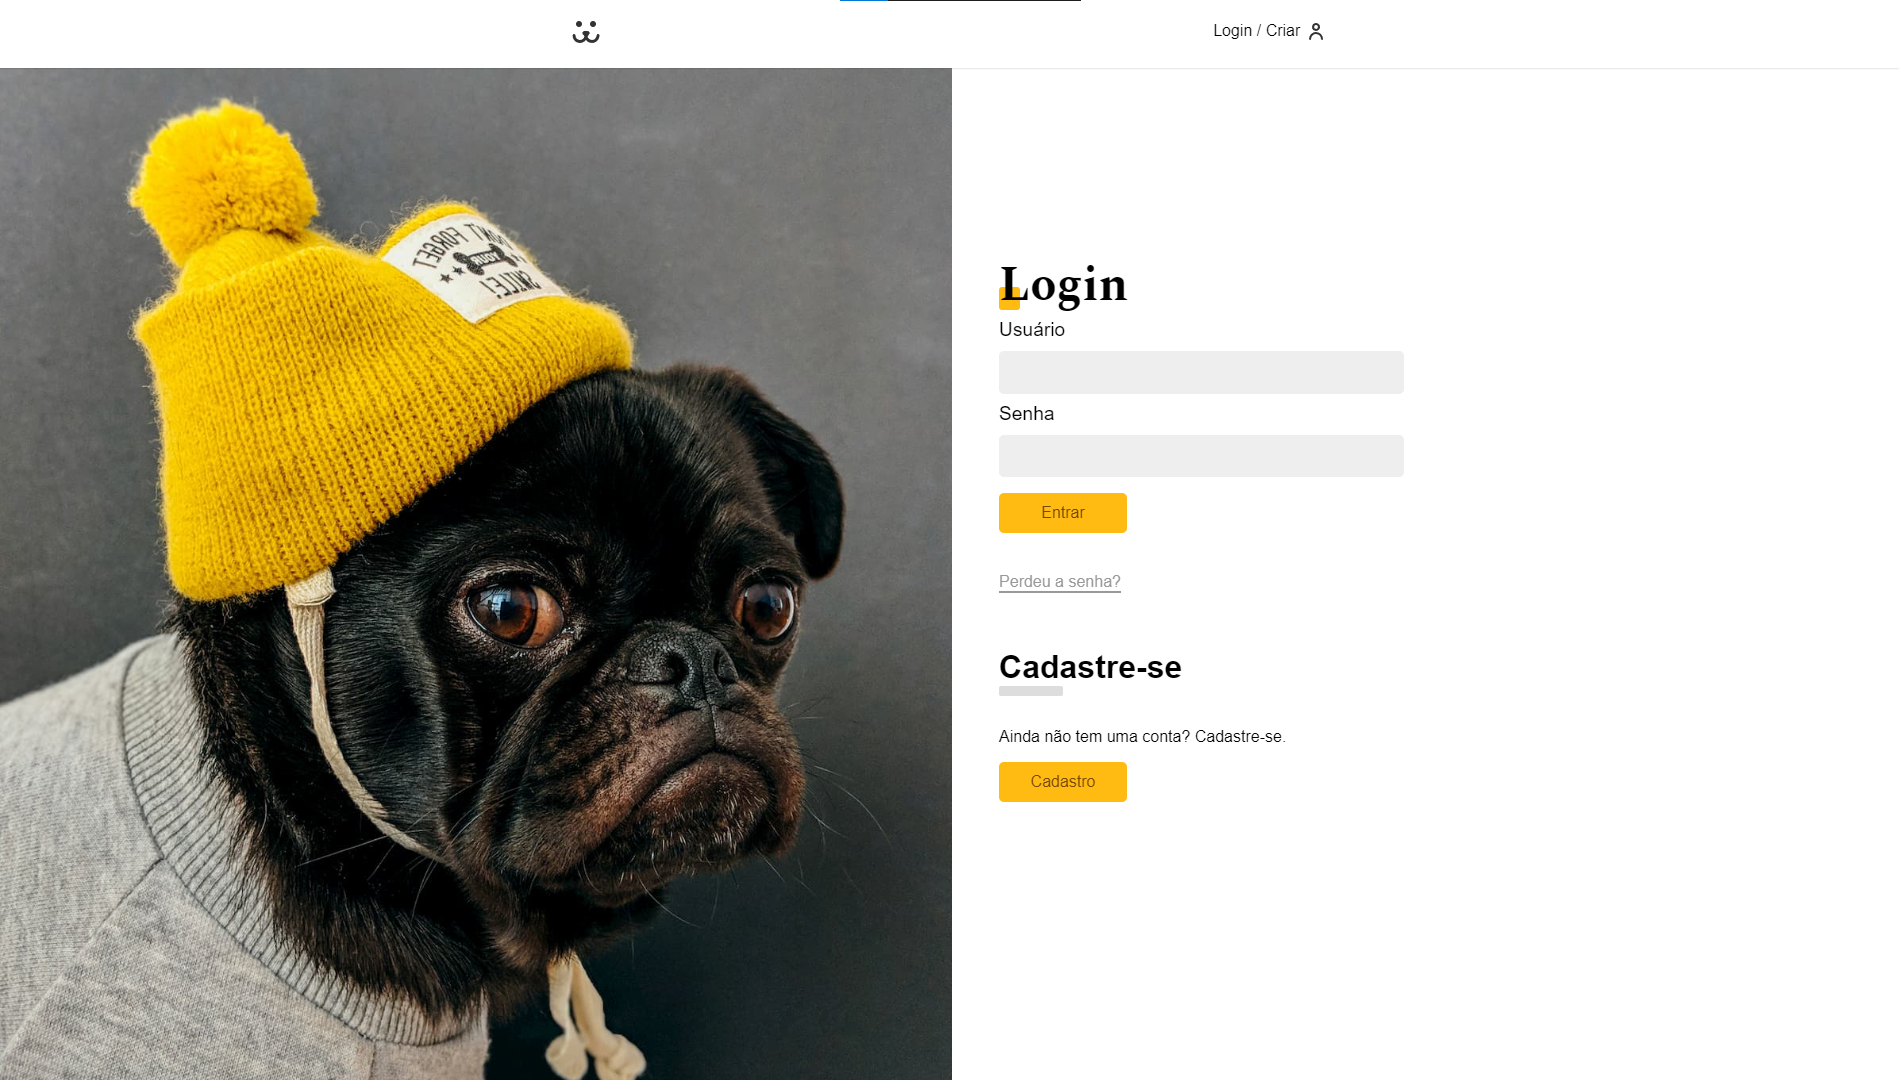 Login / Criar
DON'T FORGET
YOUR
SMILE!
Login
Usuário
Senha
Entrar
Perdeu a senha?
Cadastre-se
Ainda não tem uma conta? Cadastre-se.
Cadastro